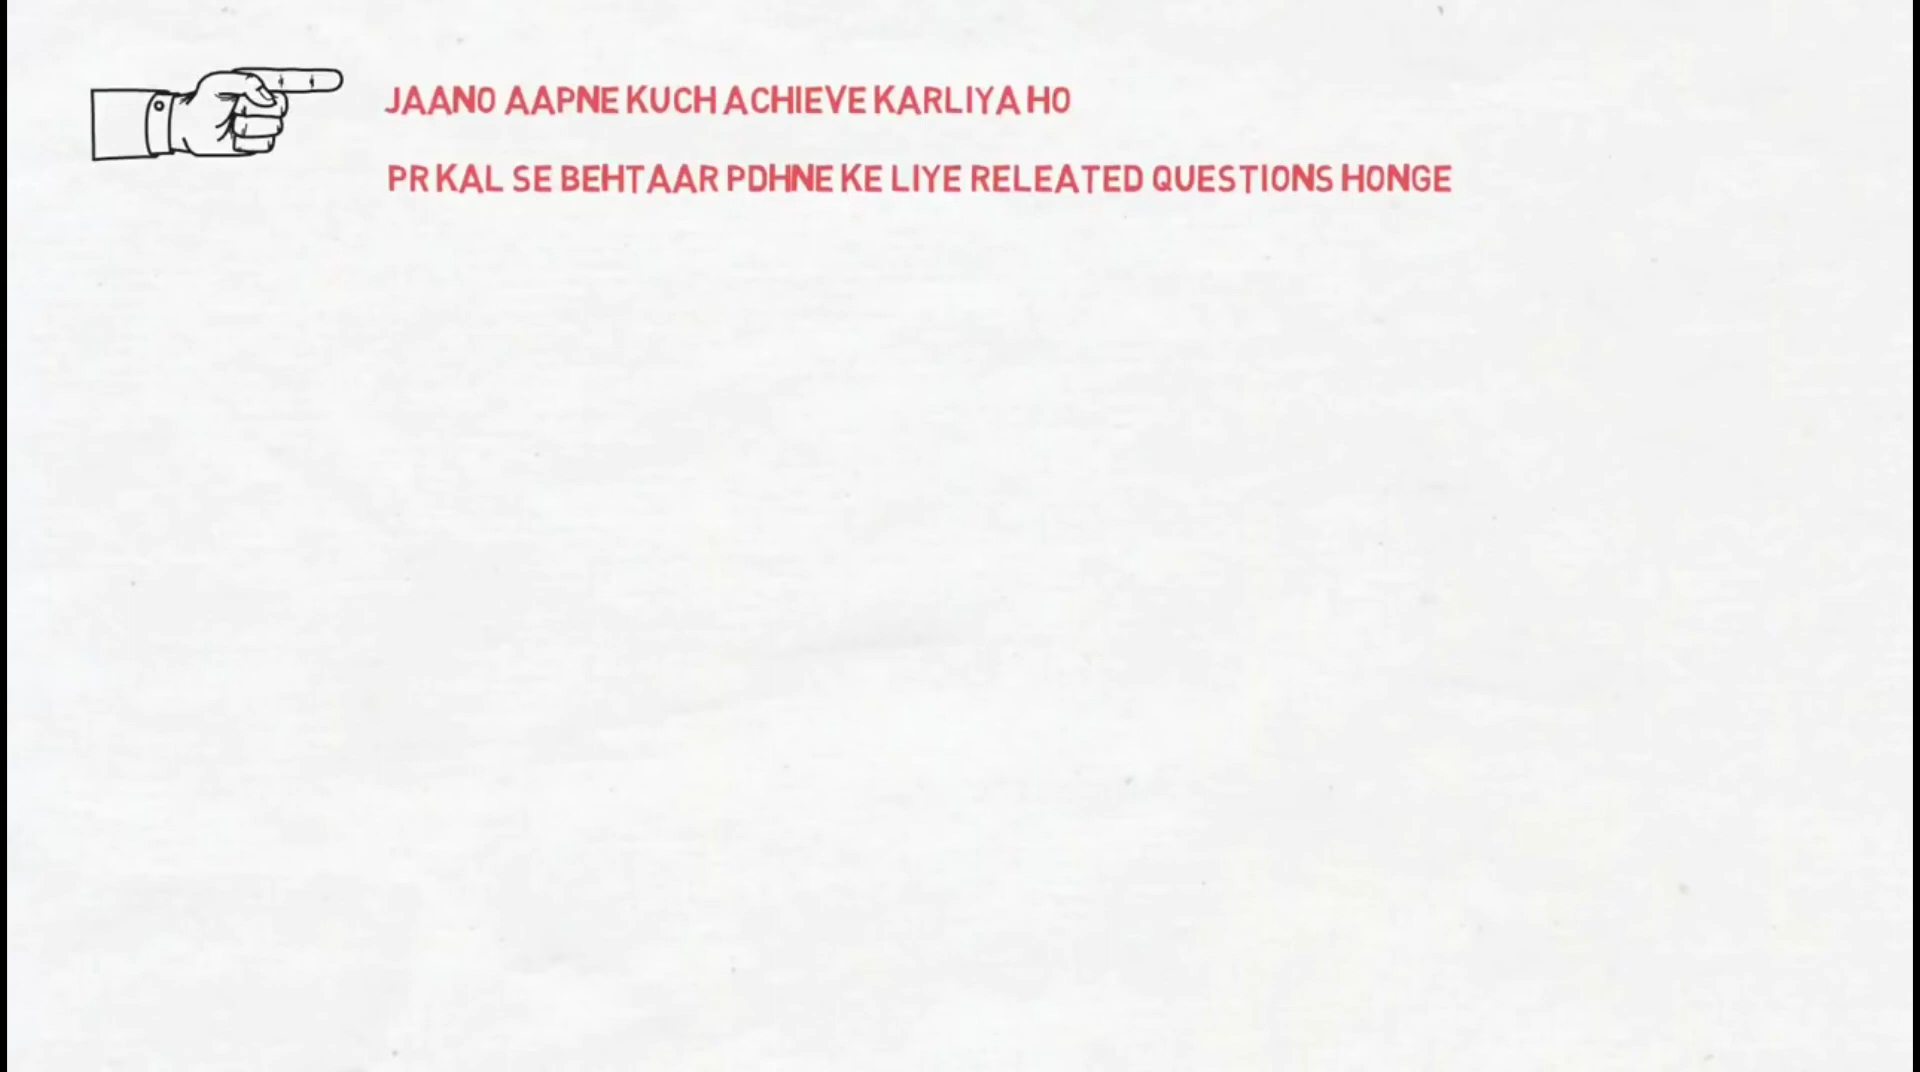 JAANO AAPNE KUCH ACHIEVE KARLIYA HO
PR KAL SE BEHTAAR PDHNE KE LIYE RELEATED QUESTIONS HONGE